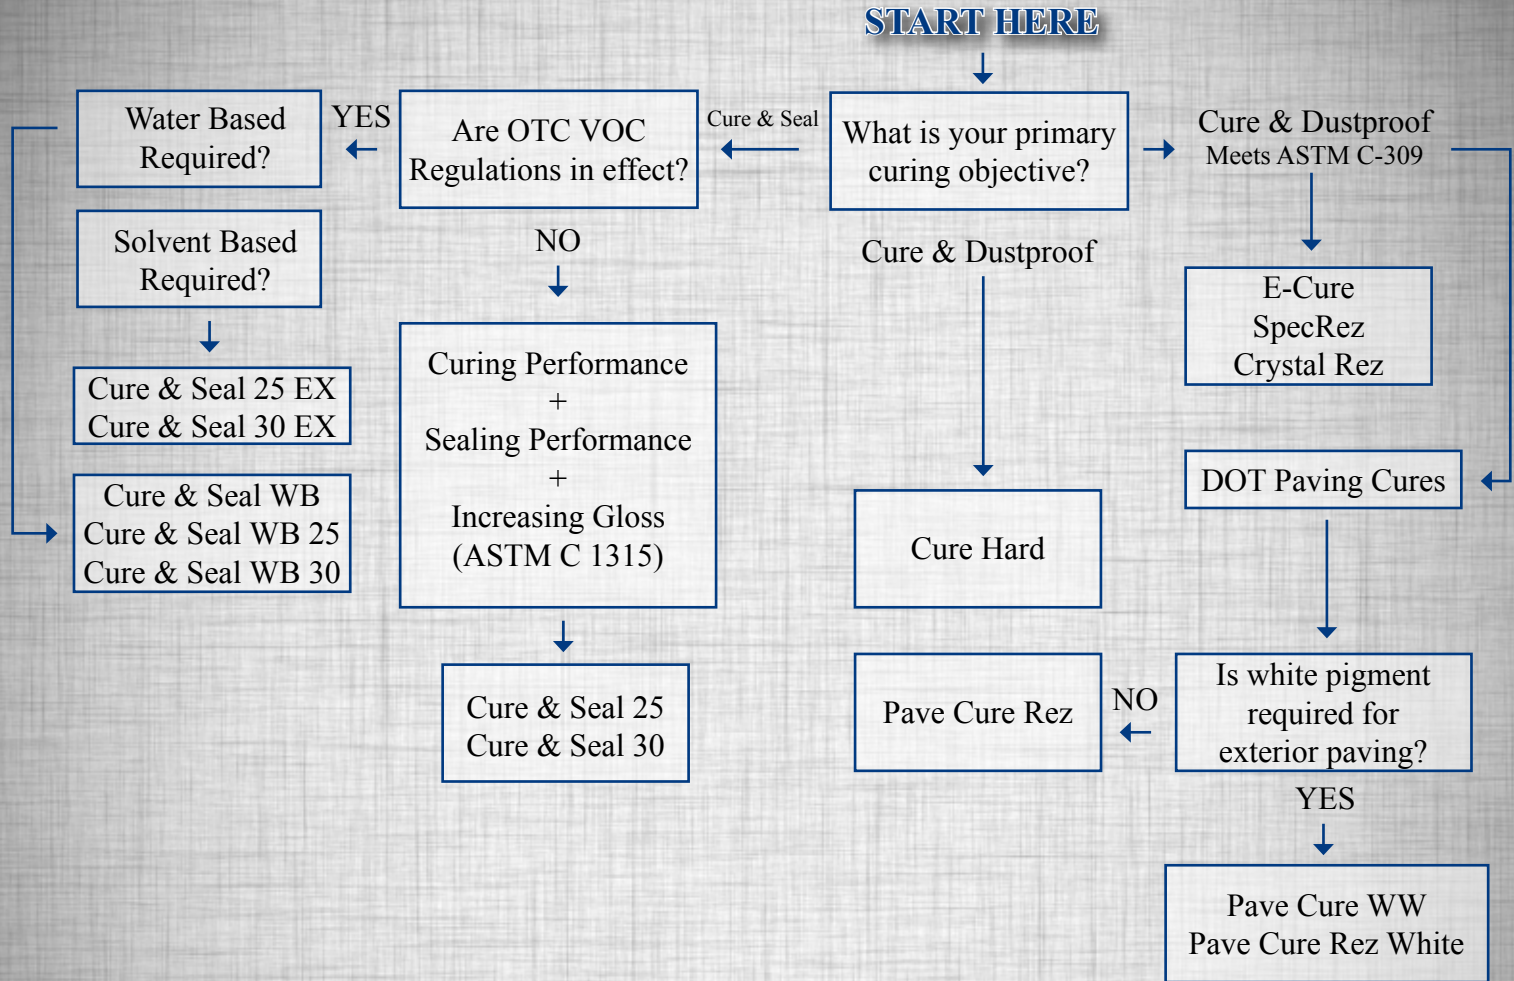 START HERE
What is your primary
curing objective?
Cure & Seal
Are OTC VOC
Regulations in effect?
YES
Water Based
Required?
Solvent Based
Required?
Cure & Seal 25 EX
Cure & Seal 30 EX
Cure & Seal WB
Cure & Seal WB 25
Cure & Seal WB 30
NO
Curing Performance
+
Sealing Performance
+
Increasing Gloss
(ASTM C 1315)
Cure & Seal 25
Cure & Seal 30
Cure & Dustproof
Cure Hard
Cure & Dustproof
Meets ASTM C-309
E-Cure
SpecRez
Crystal Rez
DOT Paving Cures
Is white pigment
required for
exterior paving?
NO
Pave Cure Rez
YES
Pave Cure WW
Pave Cure Rez White